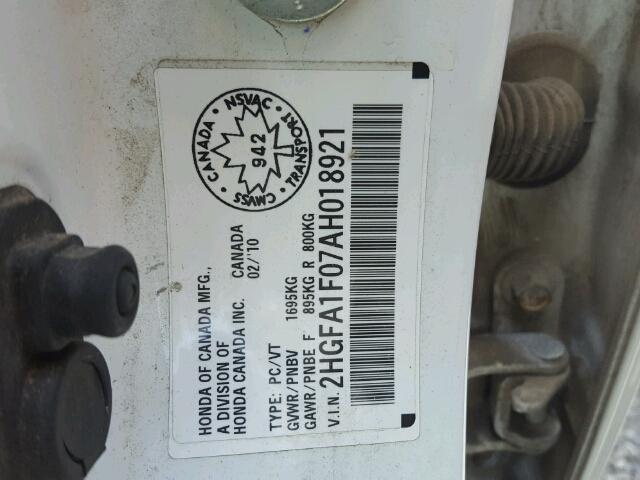 HONDA OF CANADA MFG.,
A DIVISION OF
HONDA CANADA INC. CANADA
02/'10
TYPE: PC/VT
GVWR/PNBV 1695KG
GAWR/PNBE F 895KG R 800KG
V.I.N. 2HGFA1F07AH018921
CANADA · NSVAC · TRANSPORT · CMVSS ·
942